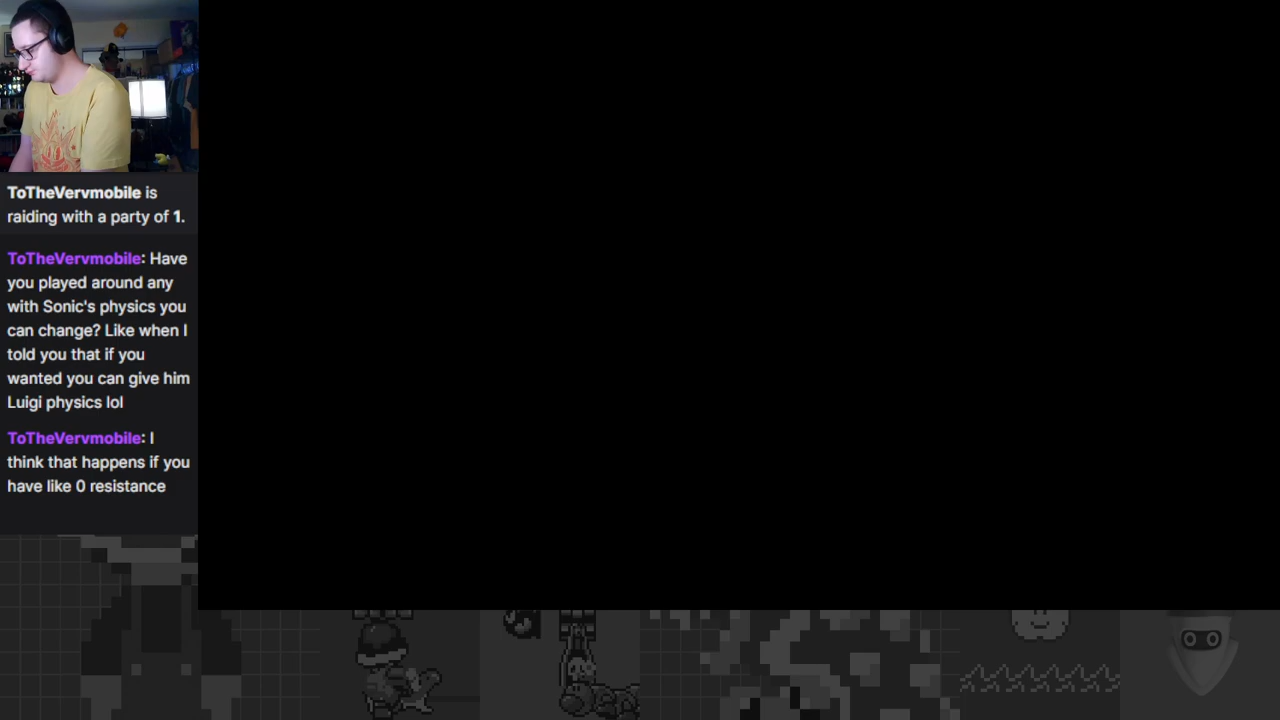 ToTheVervmobile is
raiding with a party of 1.
ToTheVervmobile: Have
you played around any
with Sonic's physics you
can change? Like when I
told you that if you
wanted you can give him
Luigi physics lol
ToTheVervmobile: I
think that happens if you
have like 0 resistance